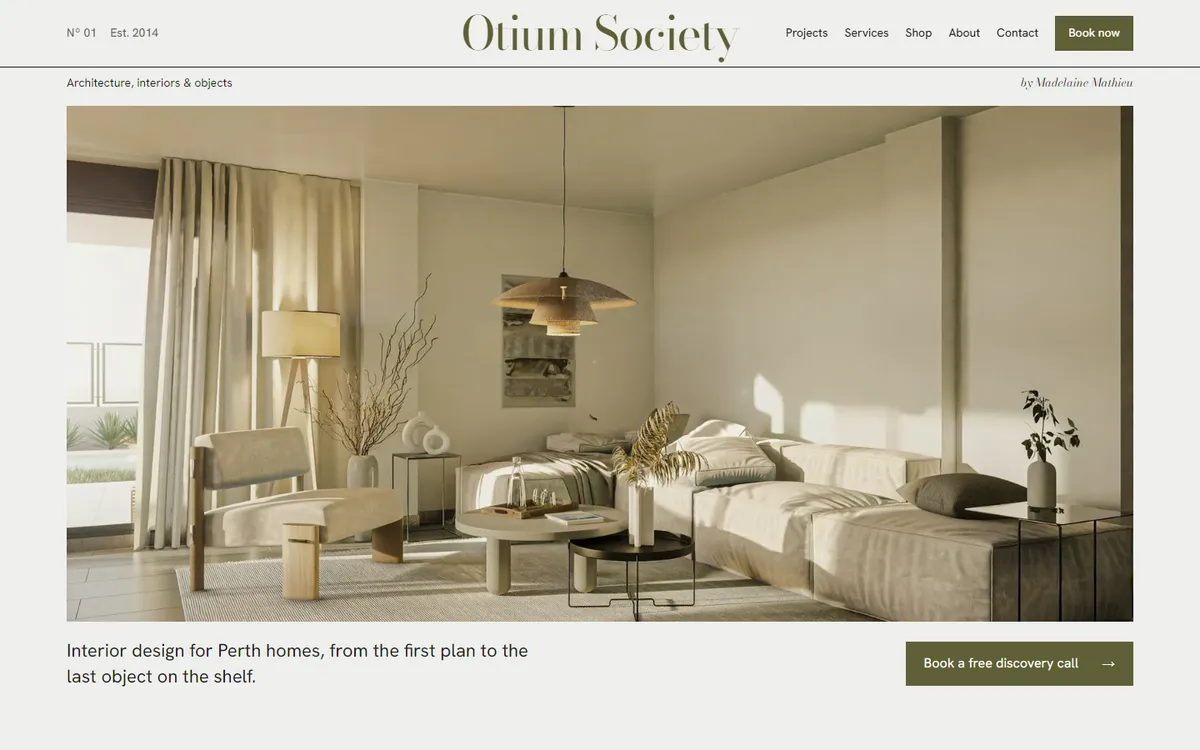 Nº 01 Est. 2014
Otium Society
Projects Services Shop About Contact Book now
Architecture, interiors & objects
by Madelaine Mathieu
Interior design for Perth homes, from the first plan to the
last object on the shelf.
Book a free discovery call →